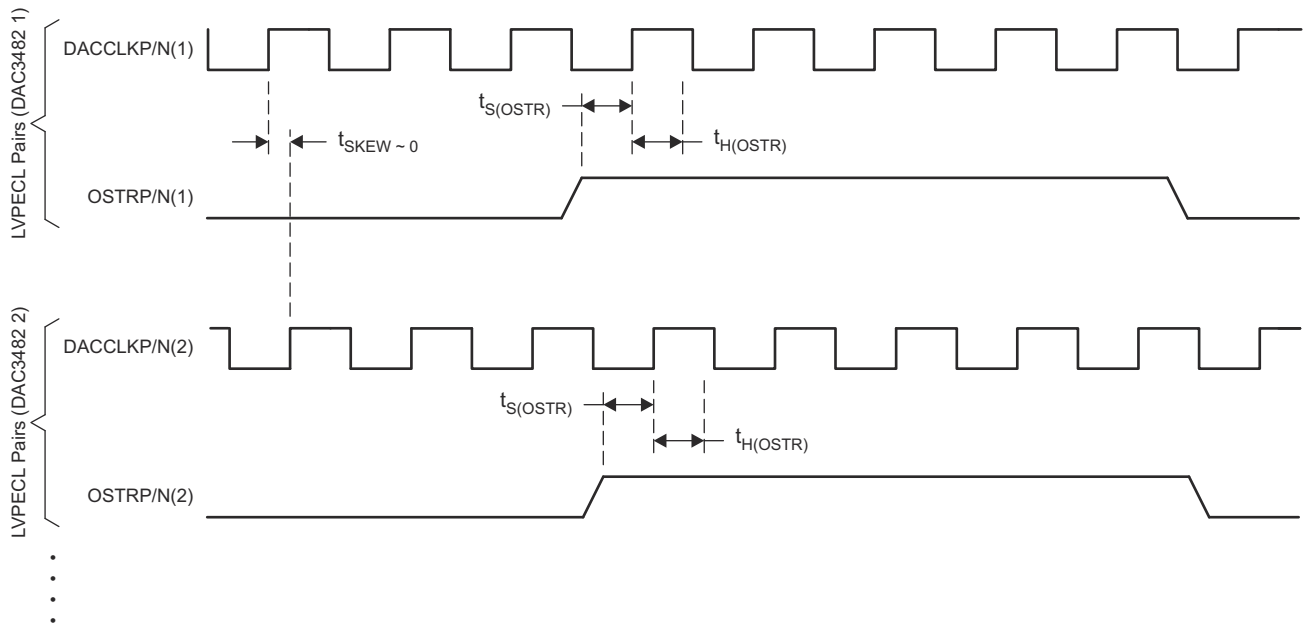 LVPECL Pairs (DAC3482 1)
DACCLKP/N(1)
tS(OSTR)
tH(OSTR)
tSKEW ~ 0
OSTRP/N(1)
LVPECL Pairs (DAC3482 2)
DACCLKP/N(2)
tS(OSTR)
tH(OSTR)
OSTRP/N(2)